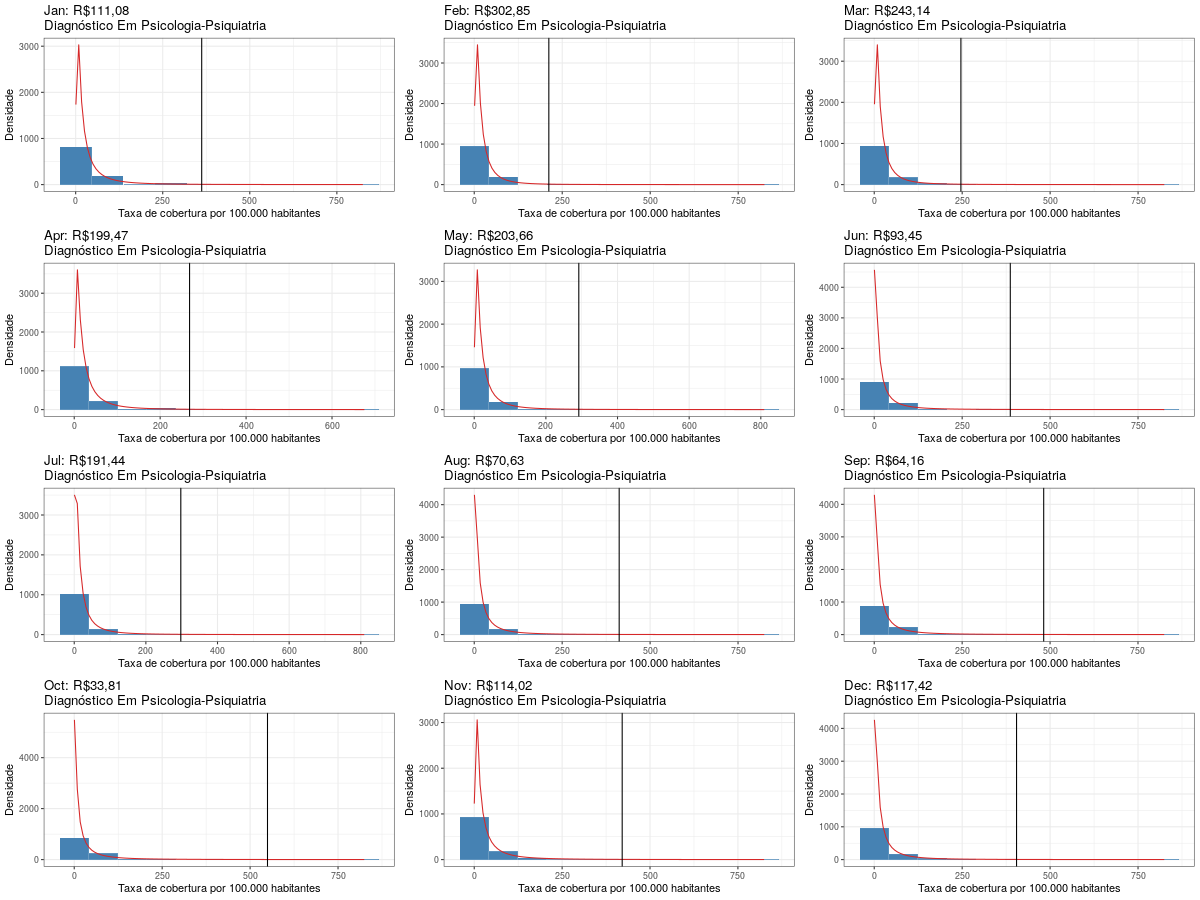 Jan: R$111,08
Diagnóstico Em Psicologia-Psiquiatria
Densidade
3000
2000
1000
0
0
250
500
750
Taxa de cobertura por 100.000 habitantes
Feb: R$302,85
Diagnóstico Em Psicologia-Psiquiatria
Densidade
3000
2000
1000
0
0
250
500
750
Taxa de cobertura por 100.000 habitantes
Mar: R$243,14
Diagnóstico Em Psicologia-Psiquiatria
Densidade
3000
2000
1000
0
0
250
500
750
Taxa de cobertura por 100.000 habitantes
Apr: R$199,47
Diagnóstico Em Psicologia-Psiquiatria
Densidade
3000
2000
1000
0
0
200
400
600
Taxa de cobertura por 100.000 habitantes
May: R$203,66
Diagnóstico Em Psicologia-Psiquiatria
Densidade
3000
2000
1000
0
0
200
400
600
800
Taxa de cobertura por 100.000 habitantes
Jun: R$93,45
Diagnóstico Em Psicologia-Psiquiatria
Densidade
4000
3000
2000
1000
0
0
250
500
750
Taxa de cobertura por 100.000 habitantes
Jul: R$191,44
Diagnóstico Em Psicologia-Psiquiatria
Densidade
3000
2000
1000
0
0
200
400
600
800
Taxa de cobertura por 100.000 habitantes
Aug: R$70,63
Diagnóstico Em Psicologia-Psiquiatria
Densidade
4000
3000
2000
1000
0
0
250
500
750
Taxa de cobertura por 100.000 habitantes
Sep: R$64,16
Diagnóstico Em Psicologia-Psiquiatria
Densidade
4000
3000
2000
1000
0
0
250
500
750
Taxa de cobertura por 100.000 habitantes
Oct: R$33,81
Diagnóstico Em Psicologia-Psiquiatria
Densidade
4000
2000
0
0
250
500
750
Taxa de cobertura por 100.000 habitantes
Nov: R$114,02
Diagnóstico Em Psicologia-Psiquiatria
Densidade
3000
2000
1000
0
0
250
500
750
Taxa de cobertura por 100.000 habitantes
Dec: R$117,42
Diagnóstico Em Psicologia-Psiquiatria
Densidade
4000
3000
2000
1000
0
0
250
500
750
Taxa de cobertura por 100.000 habitantes